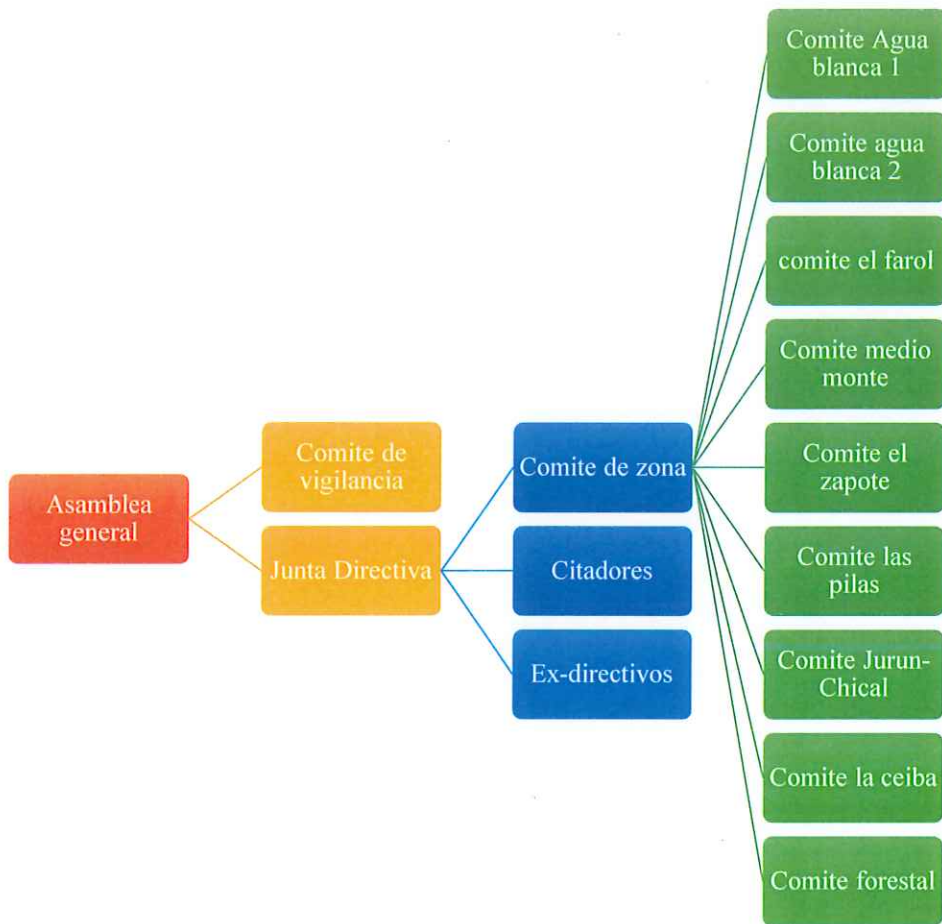 Asamblea
general
Comite de
vigilancia
Junta Directiva
Comite de zona
Citadores
Ex-directivos
Comite Agua
blanca 1
Comite agua
blanca 2
comite el farol
Comite medio
monte
Comite el
zapote
Comite las
pilas
Comite Jurun-
Chical
Comite la ceiba
Comite forestal